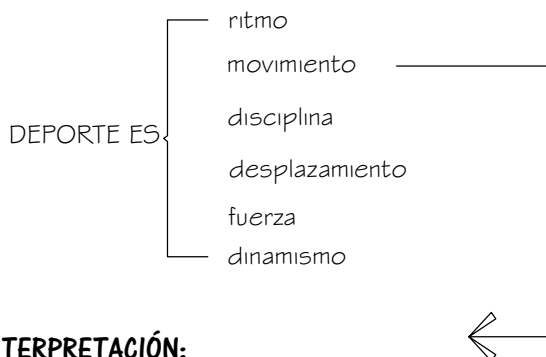 ritmo
movimiento
disciplina
DEPORTE ES
desplazamiento
fuerza
dinamismo
TERPRETACIÓN: